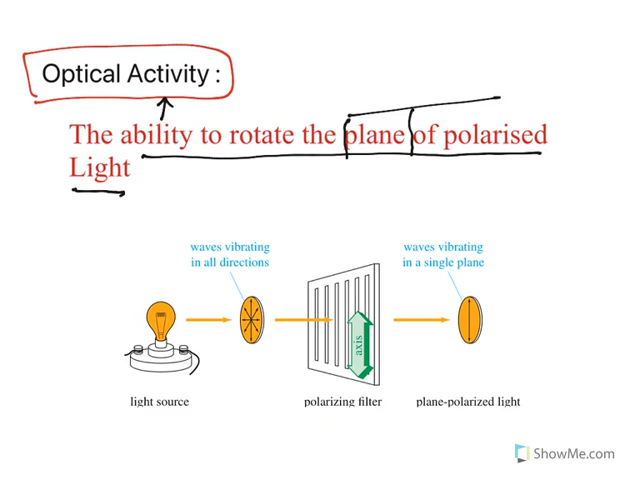 Optical Activity :
The ability to rotate the plane of polarised
Light
waves vibrating
in all directions
waves vibrating
in a single plane
axis
light source
polarizing filter
plane-polarized light
ShowMe.com